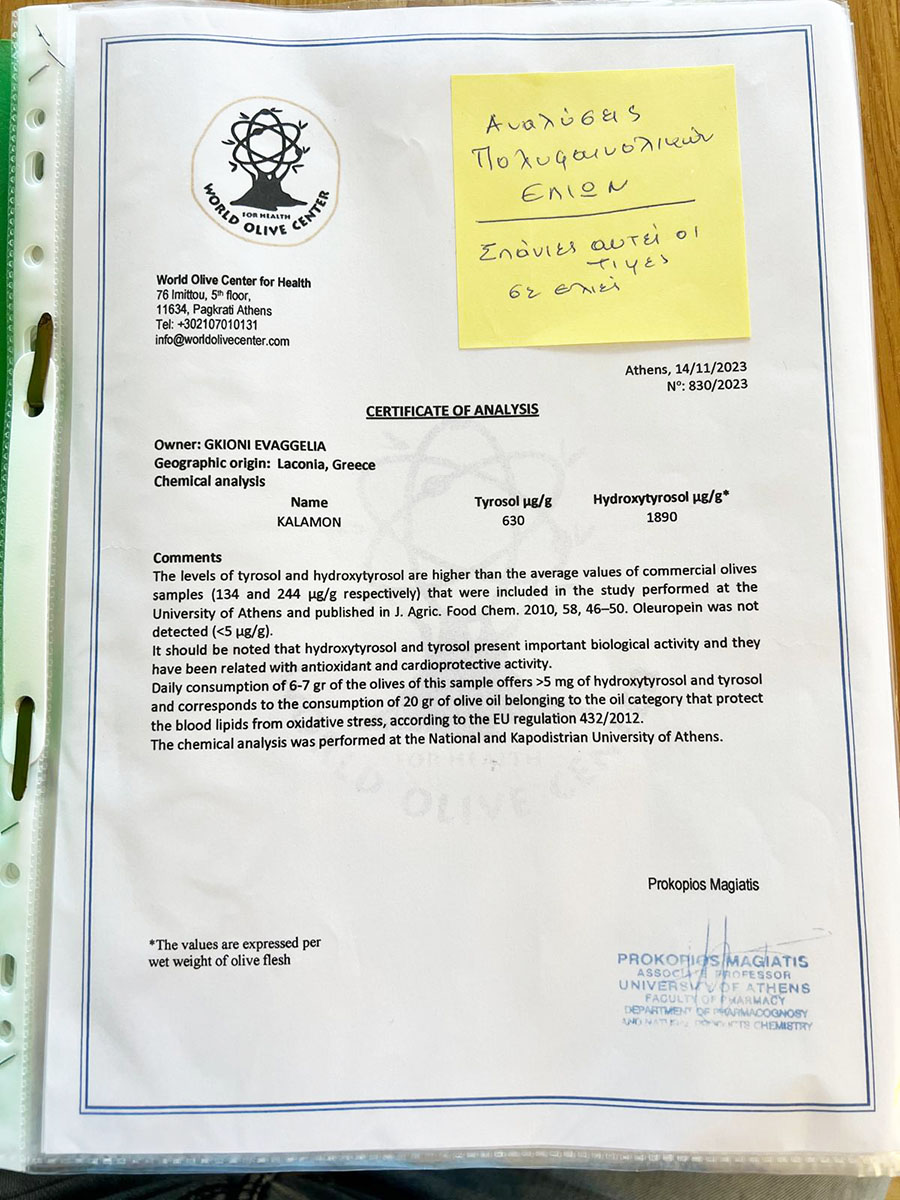 WORLD OLIVE CENTER
FOR HEALTH
Αναλύσεις
Πολυφαινολικών
ΕΛΙΩΝ
Σπάνιες αυτεί οι
τιμες
σε ελιεί
World Olive Center for Health
76 Imittou, 5th floor,
11634, Pagkrati Athens
Tel: +302107010131
info@worldolivecenter.com
Athens, 14/11/2023
Nº: 830/2023
CERTIFICATE OF ANALYSIS
Owner: GKIONI EVAGGELIA
Geographic origin: Laconia, Greece
Chemical analysis
Name Tyrosol µg/g Hydroxytyrosol µg/g*
KALAMON 630 1890
Comments
The levels of tyrosol and hydroxytyrosol are higher than the average values of commercial olives
samples (134 and 244 µg/g respectively) that were included in the study performed at the
University of Athens and published in J. Agric. Food Chem. 2010, 58, 46–50. Oleuropein was not
detected (<5 µg/g).
It should be noted that hydroxytyrosol and tyrosol present important biological activity and they
have been related with antioxidant and cardioprotective activity.
Daily consumption of 6-7 gr of the olives of this sample offers >5 mg of hydroxytyrosol and tyrosol
and corresponds to the consumption of 20 gr of olive oil belonging to the oil category that protect
the blood lipids from oxidative stress, according to the EU regulation 432/2012.
The chemical analysis was performed at the National and Kapodistrian University of Athens.
Prokopios Magiatis
*The values are expressed per
wet weight of olive flesh
PROKOPIOS MAGIATIS
ASSOCIATE PROFESSOR
UNIVERSITY OF ATHENS
FACULTY OF PHARMACY
DEPARTMENT OF PHARMACOGNOSY
AND NATURAL PRODUCTS CHEMISTRY